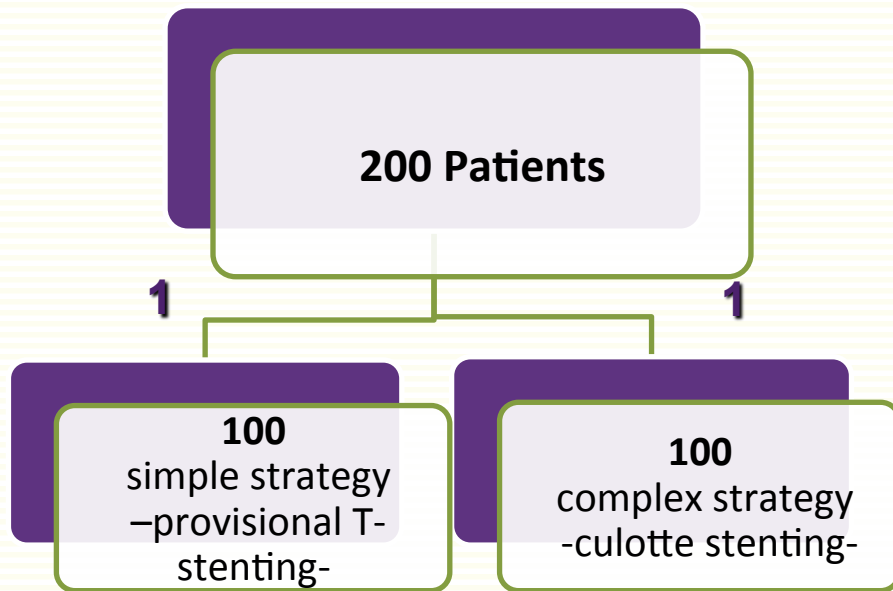 200 Patients
1
1
100
simple strategy
–provisional T-
stenting-
100
complex strategy
-culotte stenting-